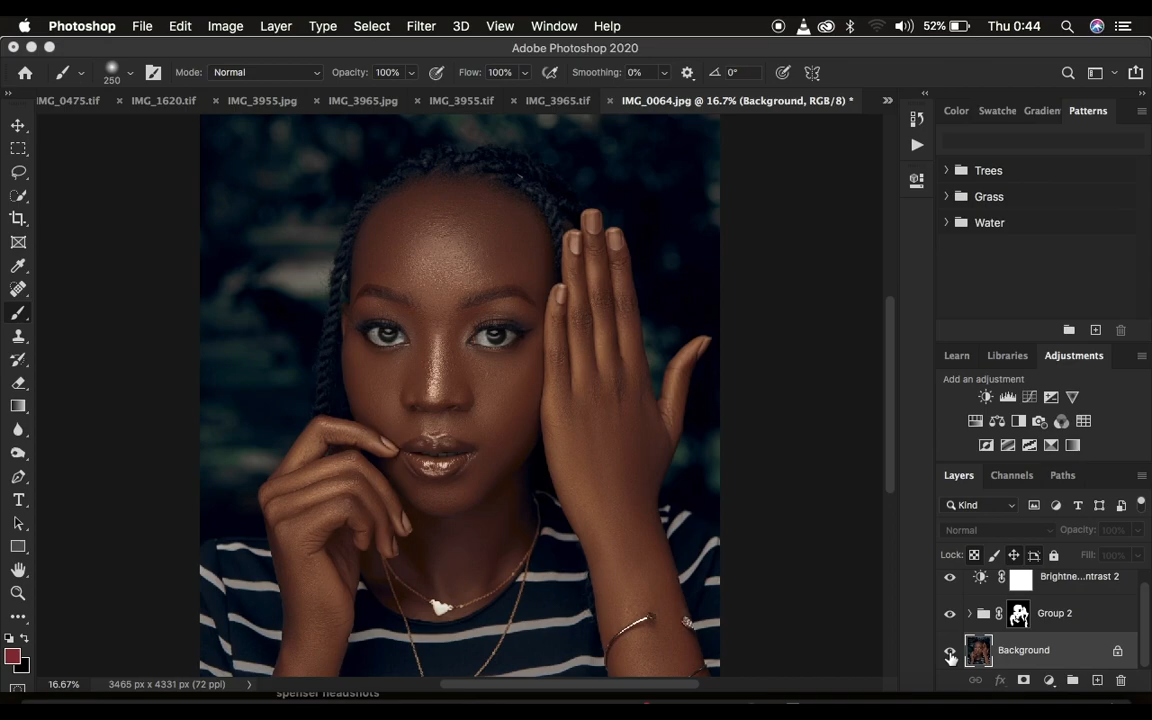 Photoshop File Edit Image Layer Type Select Filter 3D View Window Help 52% Thu 0:44
Adobe Photoshop 2020
250 Mode: Normal Opacity: 100% Flow: 100% Smoothing: 0% 0°
IMG_0475.tif × IMG_1620.tif × IMG_3955.jpg × IMG_3965.jpg × IMG_3955.tif × IMG_3965.tif × IMG_0064.jpg @ 16.7% (Background, RGB/8) *
Color Swatche Gradien Patterns
Trees
Grass
Water
Learn Libraries Adjustments
Add an adjustment
Layers Channels Paths
Kind
Normal Opacity: 100%
Lock: Fill: 100%
Brightne...ntrast 2
Group 2
Background
16.67% 3465 px x 4331 px (72 ppi)
spenser headshots